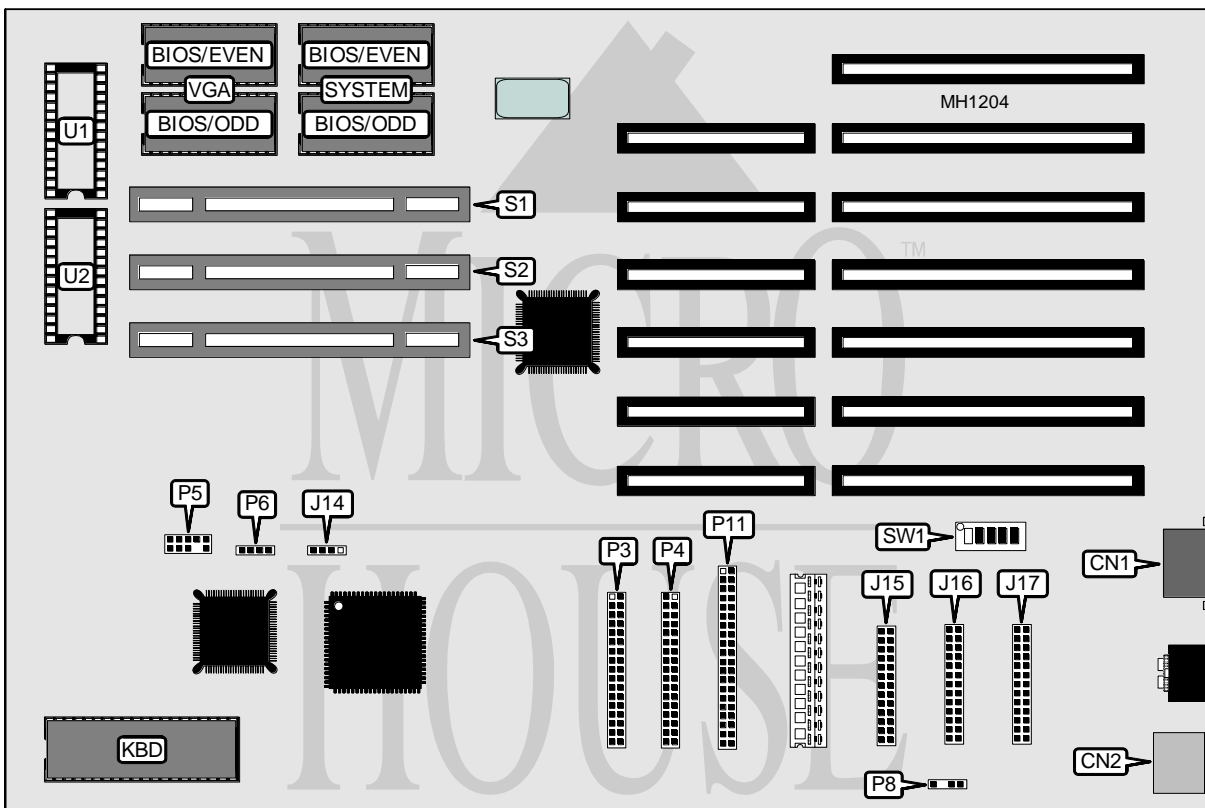 BIOS/EVEN
BIOS/EVEN
VGA
SYSTEM
BIOS/ODD
BIOS/ODD
U1
U2
MH1204
S1
S2
S3
MICRO
TM
HOUSE
P5
P6
J14
P3
P4
P11
SW1
J15
J16
J17
CN1
CN2
KBD
P8